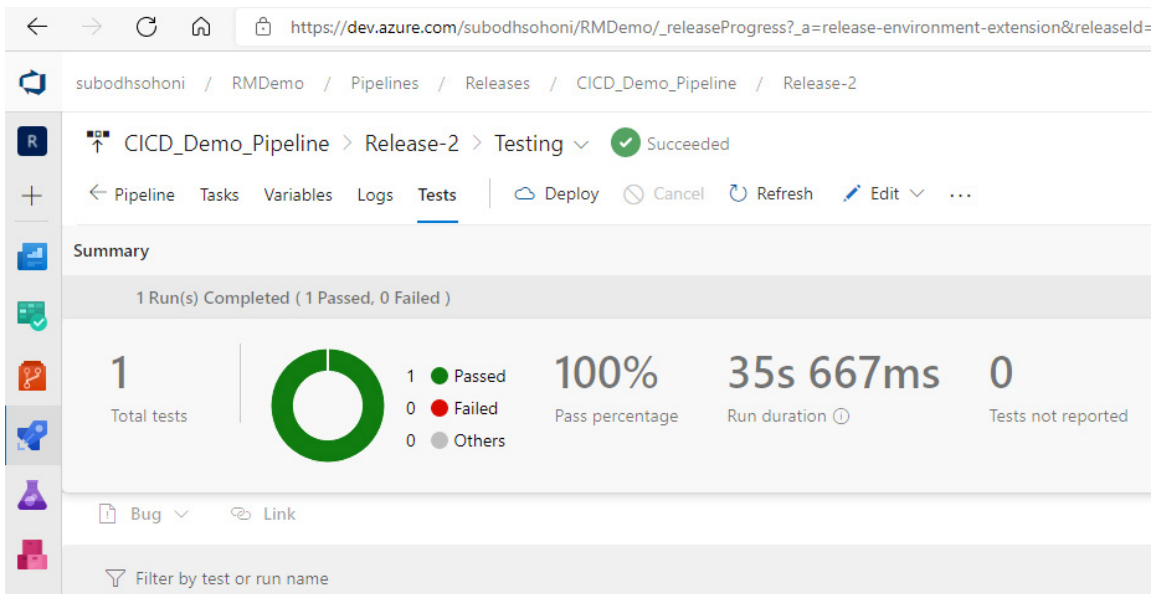 https://dev.azure.com/subodhsohoni/RMDemo/_releaseProgress?_a=release-environment-extension&releaseId=
subodhsohoni / RMDemo / Pipelines / Releases / CICD_Demo_Pipeline / Release-2
R
CICD_Demo_Pipeline > Release-2 > Testing Succeeded
Pipeline Tasks Variables Logs Tests Deploy Cancel Refresh Edit ...
Summary
1 Run(s) Completed ( 1 Passed, 0 Failed )
1 100% 35s 667ms 0
Total tests Pass percentage Run duration Tests not reported
1 Passed
0 Failed
0 Others
Bug Link
Filter by test or run name